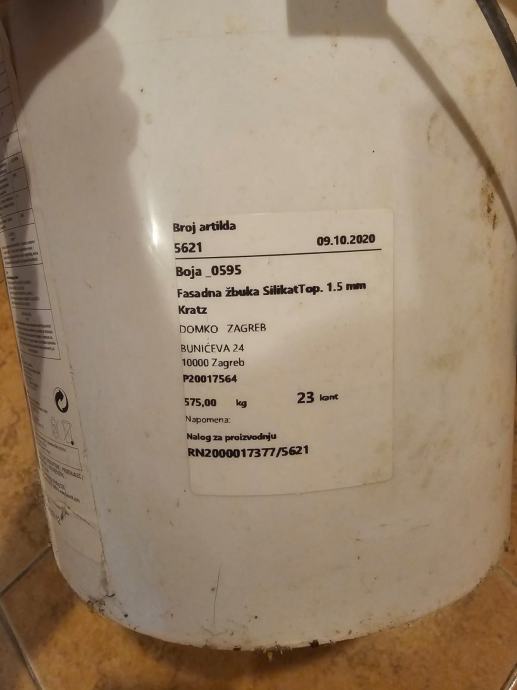 Broj artikla
5621 09.10.2020
Boja _0595
Fasadna žbuka SilikatTop. 1.5 mm
Kratz
DOMKO ZAGREB
BUNIĆEVA 24
10000 Zagreb
P20017564
575,00 kg 23 kant
Napomena:
Nalog za proizvodnju
RN2000017377/5621